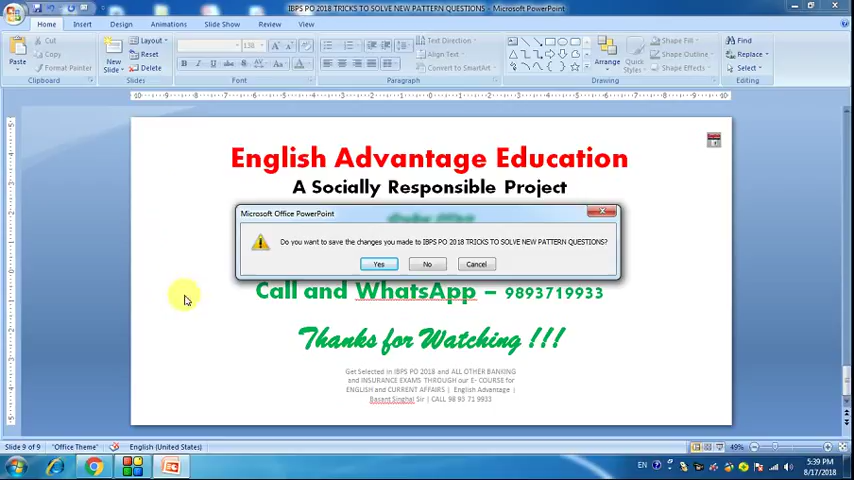 IBPS PO 2018 TRICKS TO SOLVE NEW PATTERN QUESTIONS - Microsoft PowerPoint
Home Insert Design Animations Slide Show Review View
Paste
Cut
Copy
Format Painter
Clipboard
New
Slide
Layout
Reset
Delete
Slides
138
B I U S abc
Font
Paragraph
Text Direction
Align Text
Convert to SmartArt
Arrange
Quick
Styles
Shape Fill
Shape Outline
Shape Effects
Drawing
Find
Replace
Select
Editing
English Advantage Education
A Socially Responsible Project
Microsoft Office PowerPoint
Do you want to save the changes you made to IBPS PO 2018 TRICKS TO SOLVE NEW PATTERN QUESTIONS?
Yes No Cancel
Call and WhatsApp – 9893719933
Thanks for Watching !!!
Get Selected in IBPS PO 2018 and ALL OTHER BANKING
and INSURANCE EXAMS THROUGH our E- COURSE for
ENGLISH and CURRENT AFFAIRS | English Advantage |
Basant Singhal Sir | CALL 98 93 71 9933
Slide 9 of 9 "Office Theme" English (United States) 49%
EN 5:39 PM
8/17/2018